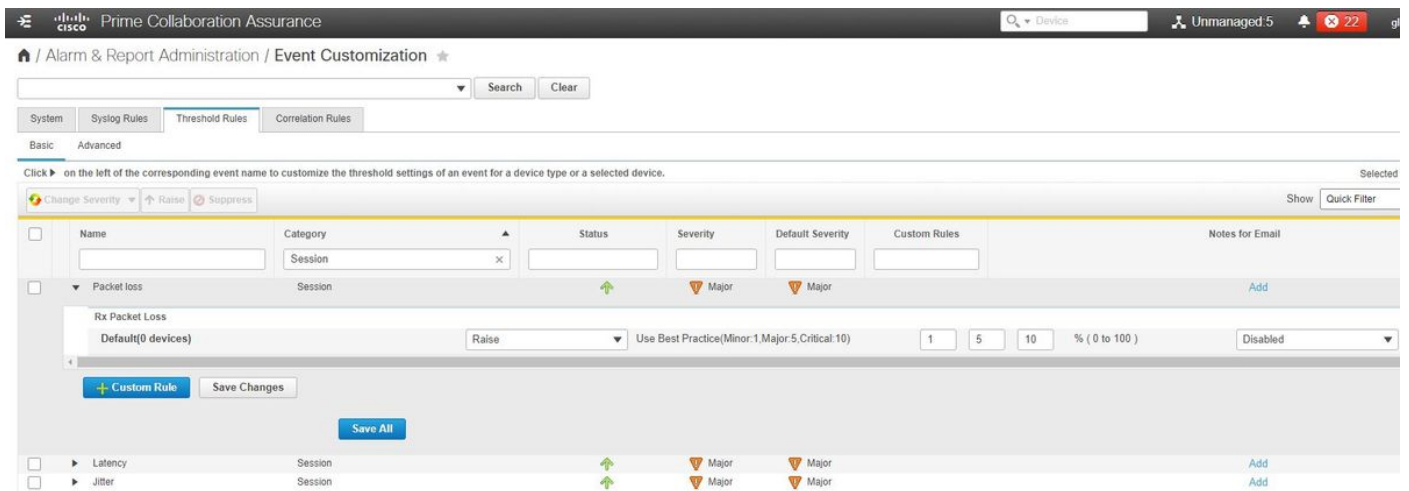 cisco Prime Collaboration Assurance Device Unmanaged:5 22
/ Alarm & Report Administration / Event Customization
Search Clear
System Syslog Rules Threshold Rules Correlation Rules
Basic Advanced
Click on the left of the corresponding event name to customize the threshold settings of an event for a device type or a selected device. Selected
Change Severity Raise Suppress Show Quick Filter
Name Category Status Severity Default Severity Custom Rules Notes for Email
Session ×
Packet loss Session Major Major Add
Rx Packet Loss
Default(0 devices) Raise Use Best Practice(Minor:1,Major:5,Critical:10) 1 5 10 % ( 0 to 100 ) Disabled
+ Custom Rule Save Changes
Save All
Latency Session Major Major Add
Jitter Session Major Major Add